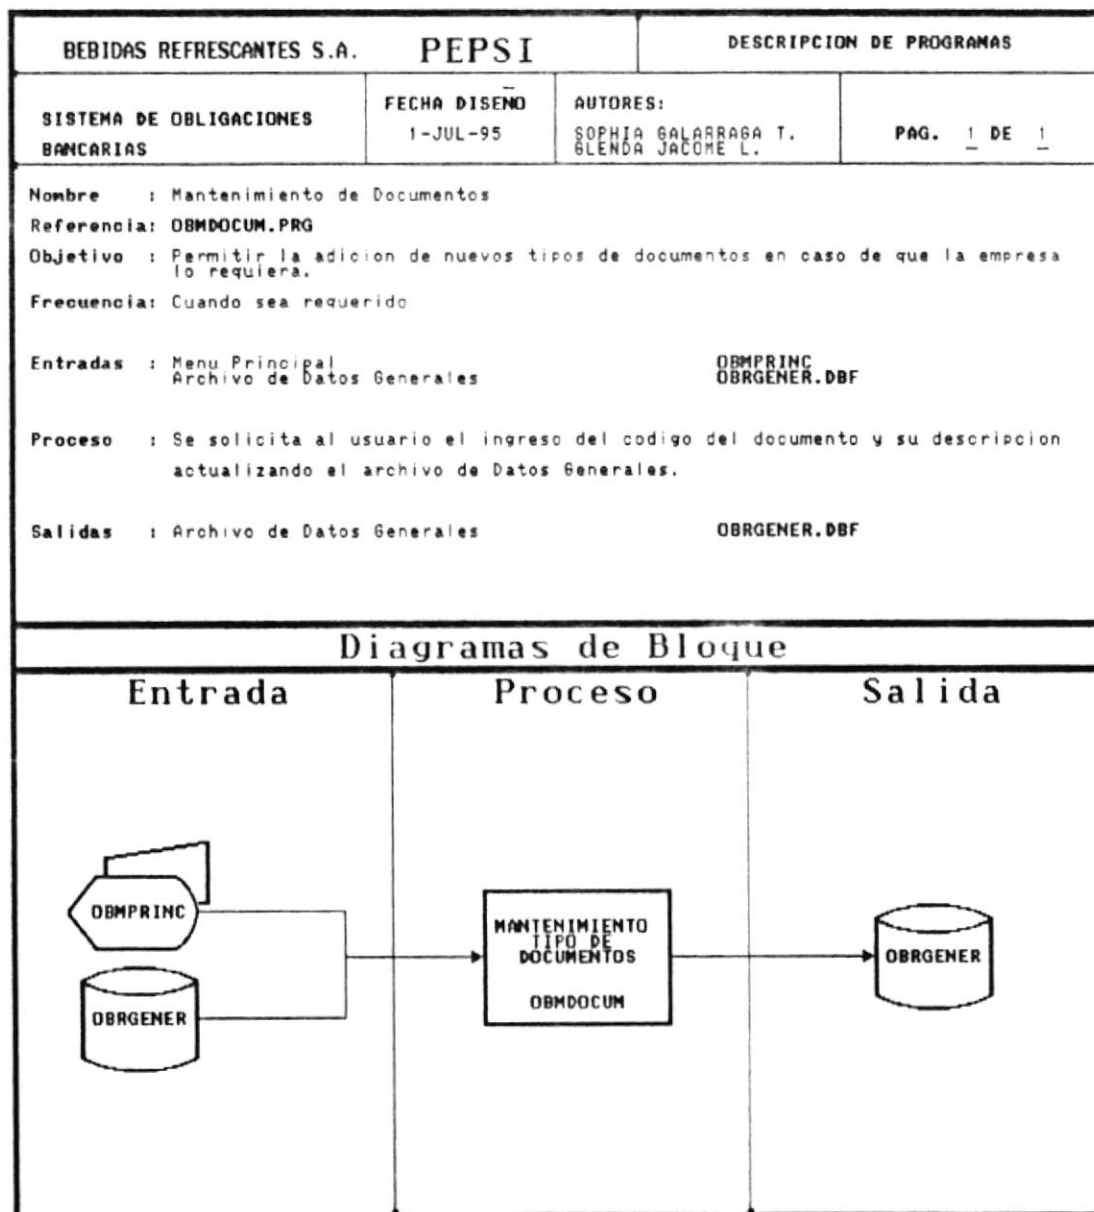 BEBIDAS REFRESCANTES S.A. PEPSI DESCRIPCION DE PROGRAMAS
SISTEMA DE OBLIGACIONES
BANCARIAS
FECHA DISEÑO
1-JUL-95
AUTORES:
SOPHIA GALARRAGA T.
GLENDA JACOME L.
PAG. 1 DE 1
Nombre : Mantenimiento de Documentos
Referencia: OBMDOCUM.PRG
Objetivo : Permitir la adicion de nuevos tipos de documentos en caso de que la empresa
lo requiera.
Frecuencia: Cuando sea requerido
Entradas : Menu Principal OBMPRINC
Archivo de Datos Generales OBRGENER.DBF
Proceso : Se solicita al usuario el ingreso del codigo del documento y su descripcion
actualizando el archivo de Datos Generales.
Salidas : Archivo de Datos Generales OBRGENER.DBF
Diagramas de Bloque
Entrada Proceso Salida
OBMPRINC
OBRGENER
MANTENIMIENTO
TIPO DE
DOCUMENTOS
OBMDOCUM
OBRGENER